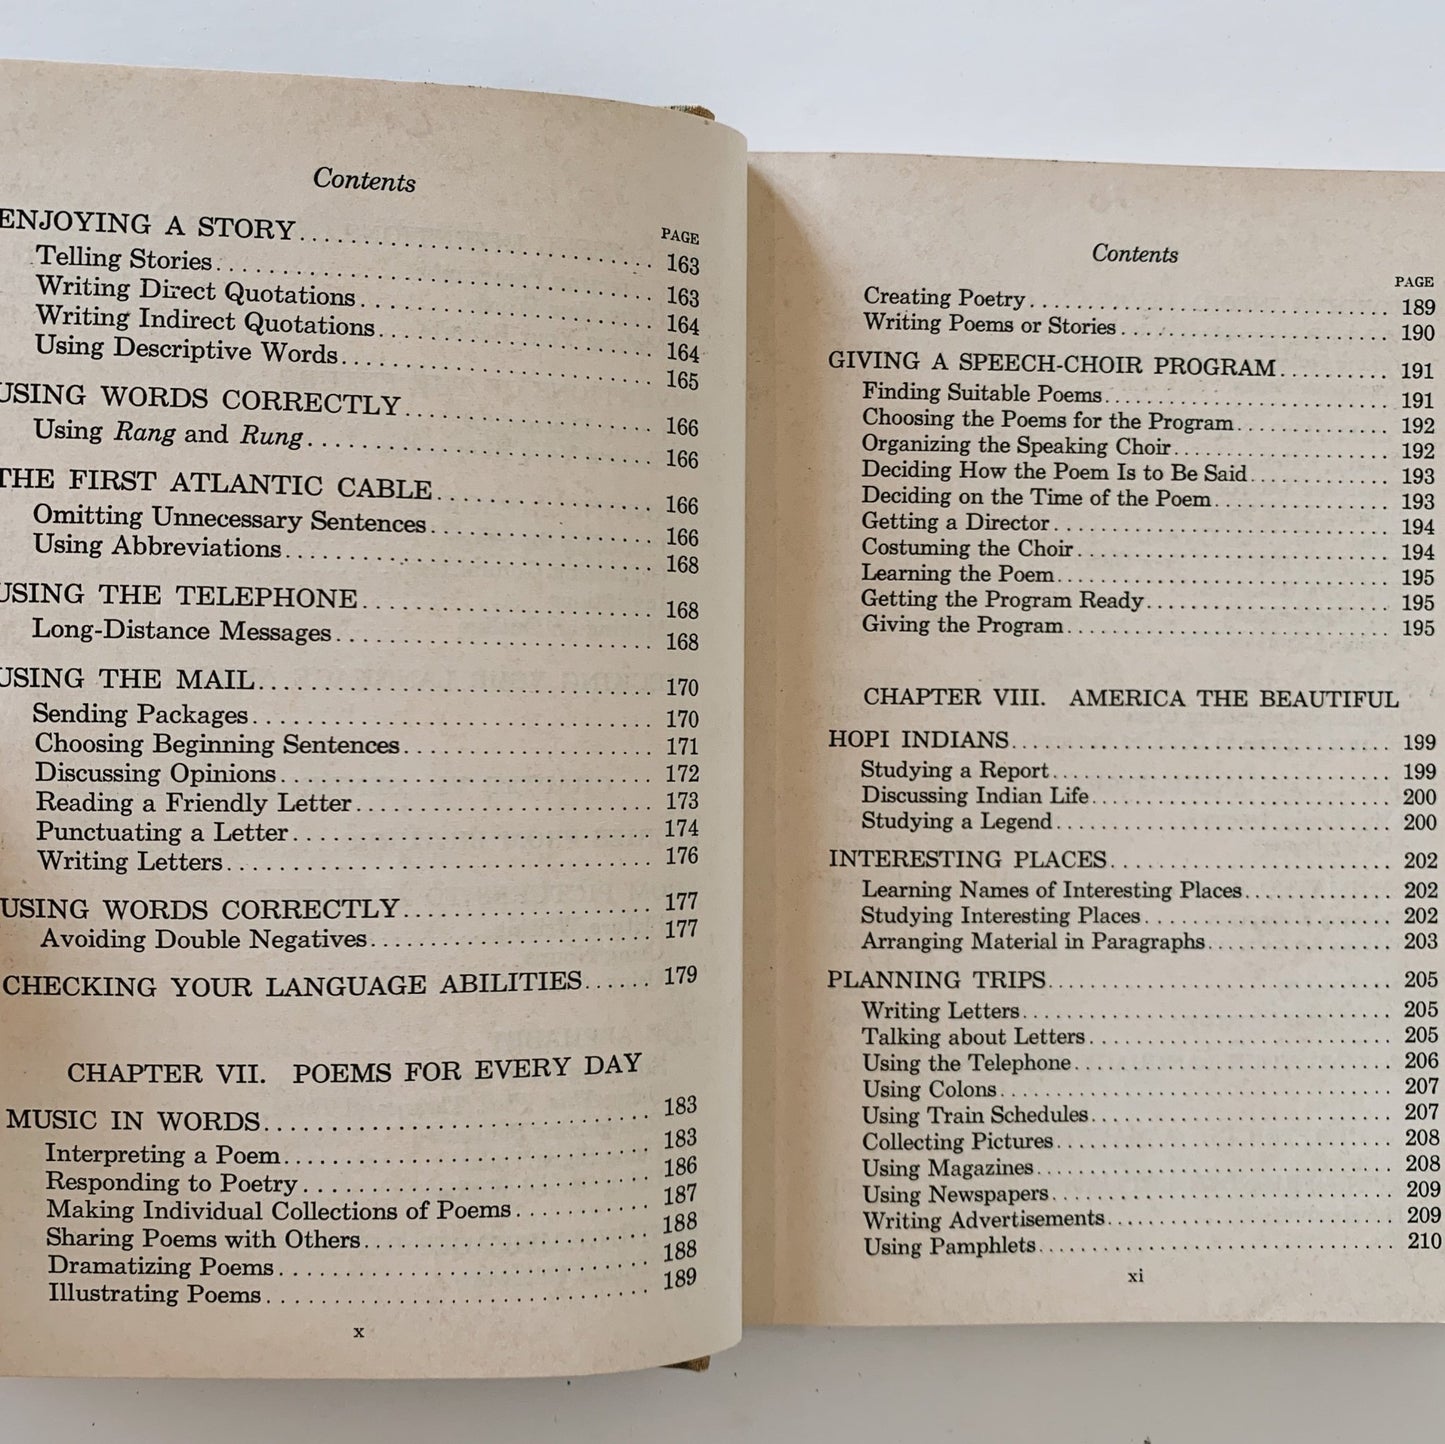 Contents
PAGE
ENJOYING A STORY........................ 163
Telling Stories........................ 163
Writing Direct Quotations........................ 164
Writing Indirect Quotations........................ 164
Using Descriptive Words........................ 165
USING WORDS CORRECTLY........................ 166
Using Rang and Rung........................ 166
THE FIRST ATLANTIC CABLE........................ 166
Omitting Unnecessary Sentences........................ 166
Using Abbreviations........................ 168
USING THE TELEPHONE........................ 168
Long-Distance Messages........................ 168
USING THE MAIL........................ 170
Sending Packages........................ 170
Choosing Beginning Sentences........................ 171
Discussing Opinions........................ 172
Reading a Friendly Letter........................ 173
Punctuating a Letter........................ 174
Writing Letters........................ 176
USING WORDS CORRECTLY........................ 177
Avoiding Double Negatives........................ 177
CHECKING YOUR LANGUAGE ABILITIES...... 179
CHAPTER VII. POEMS FOR EVERY DAY
MUSIC IN WORDS........................ 183
Interpreting a Poem........................ 183
Responding to Poetry........................ 186
Making Individual Collections of Poems........... 187
Sharing Poems with Others........................ 188
Dramatizing Poems........................ 188
Illustrating Poems........................ 189
x
Contents
PAGE
Creating Poetry........................ 189
Writing Poems or Stories........................ 190
GIVING A SPEECH-CHOIR PROGRAM.......... 191
Finding Suitable Poems........................ 191
Choosing the Poems for the Program.............. 192
Organizing the Speaking Choir........................ 192
Deciding How the Poem Is to Be Said............. 193
Deciding on the Time of the Poem................. 193
Getting a Director........................ 194
Costuming the Choir........................ 194
Learning the Poem........................ 195
Getting the Program Ready........................ 195
Giving the Program........................ 195
CHAPTER VIII. AMERICA THE BEAUTIFUL
HOPI INDIANS........................ 199
Studying a Report........................ 199
Discussing Indian Life........................ 200
Studying a Legend........................ 200
INTERESTING PLACES........................ 202
Learning Names of Interesting Places.............. 202
Studying Interesting Places........................ 202
Arranging Material in Paragraphs.................. 203
PLANNING TRIPS........................ 205
Writing Letters........................ 205
Talking about Letters........................ 205
Using the Telephone........................ 206
Using Colons........................ 207
Using Train Schedules........................ 207
Collecting Pictures........................ 208
Using Magazines........................ 208
Using Newspapers........................ 209
Writing Advertisements........................ 209
Using Pamphlets........................ 210
xi